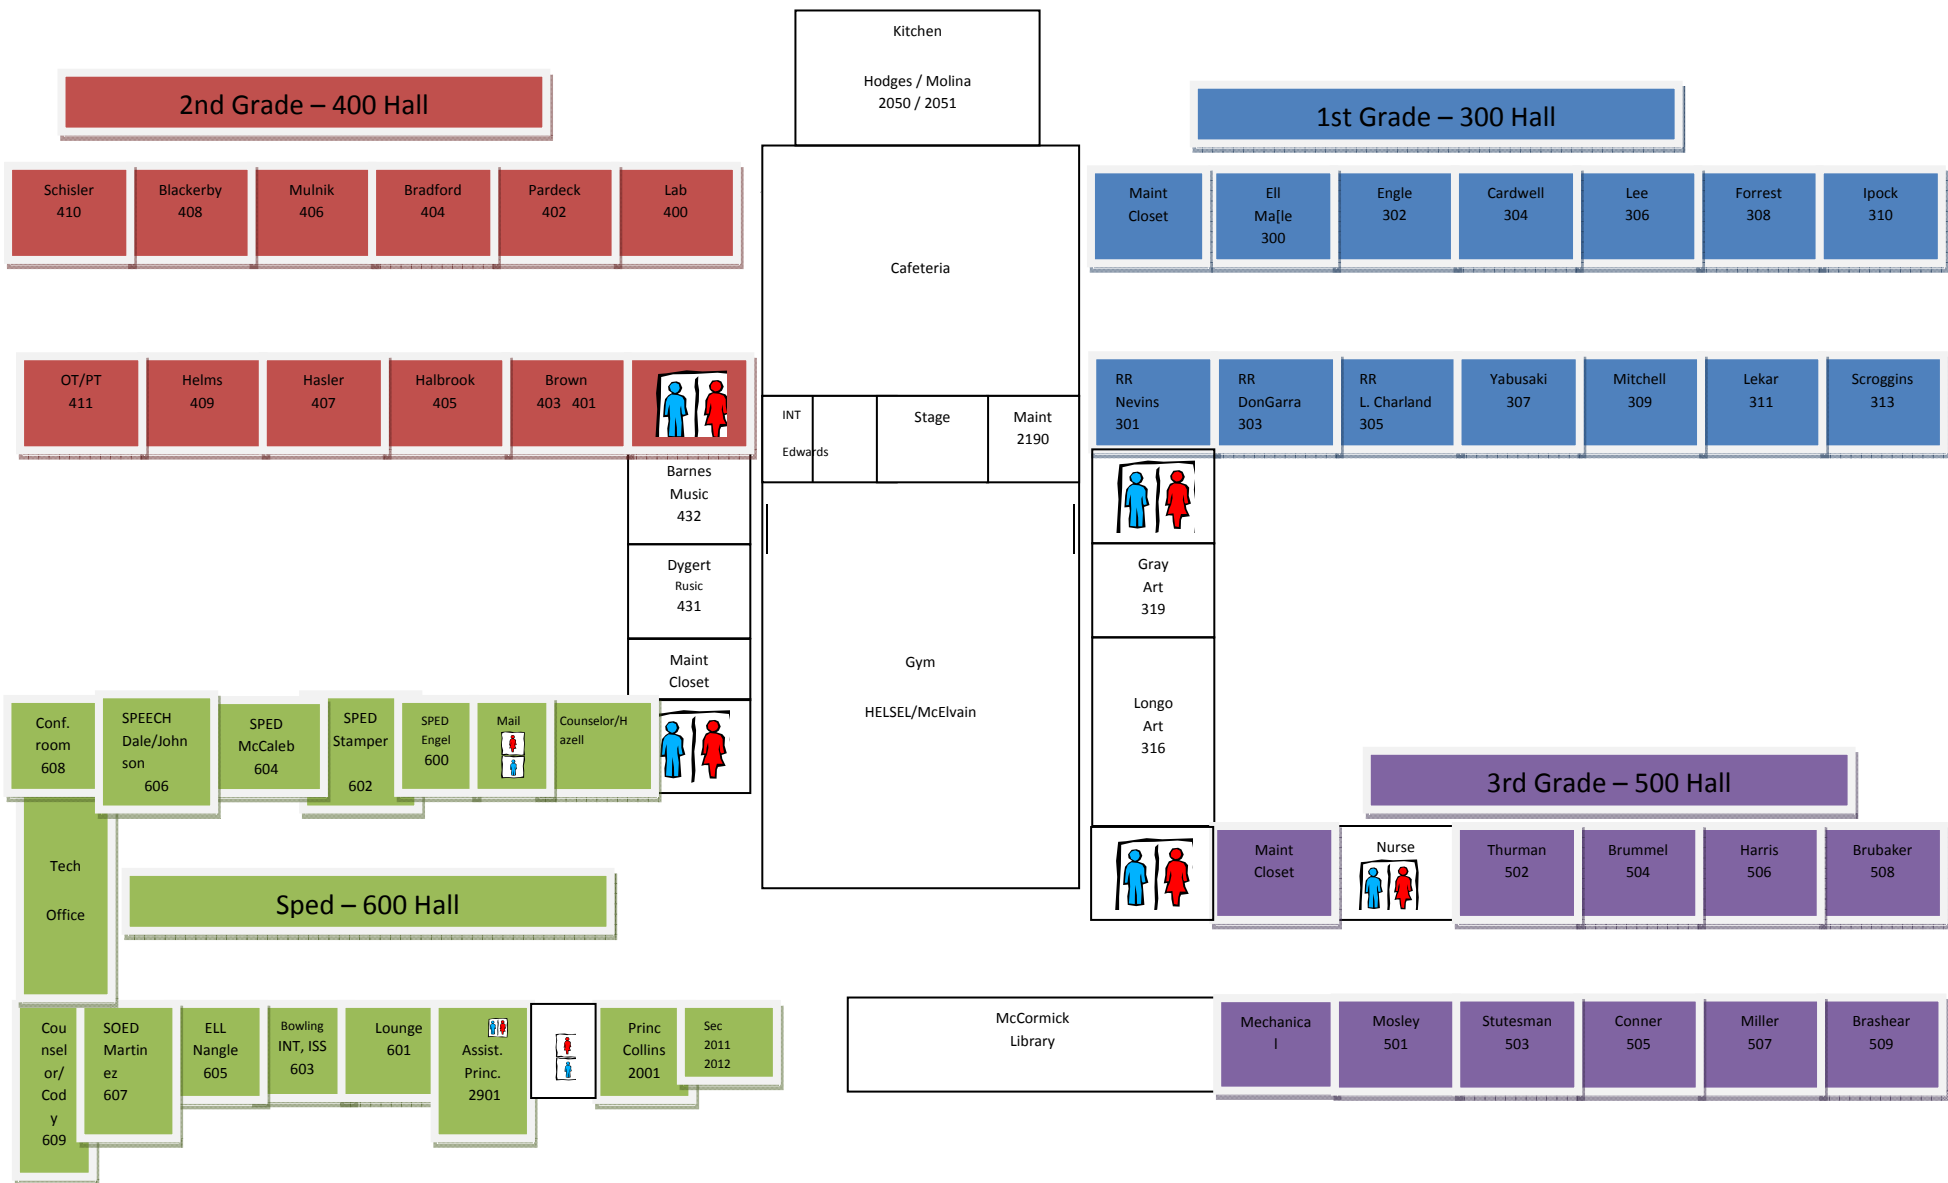 Kitchen
Hodges / Molina
2050 / 2051
2nd Grade – 400 Hall
1st Grade – 300 Hall
Schisler
410
Blackerby
408
Mulnik
406
Bradford
404
Pardeck
402
Lab
400
Cafeteria
Maint
Closet
Ell
Ma[le
300
Engle
302
Cardwell
304
Lee
306
Forrest
308
Ipock
310
OT/PT
411
Helms
409
Hasler
407
Halbrook
405
Brown
403 401
INT
Edwards
Stage
Maint
2190
RR
Nevins
301
RR
DonGarra
303
RR
L. Charland
305
Yabusaki
307
Mitchell
309
Lekar
311
Scroggins
313
Barnes
Music
432
Dygert
Rusic
431
Maint
Closet
Gym
HELSEL/McElvain
Gray
Art
319
Longo
Art
316
Conf.
room
608
SPEECH
Dale/John
son
606
SPED
McCaleb
604
SPED
Stamper
602
SPED
Engel
600
Mail
Counselor/H
azell
3rd Grade – 500 Hall
Tech
Office
Sped – 600 Hall
Maint
Closet
Nurse
Thurman
502
Brummel
504
Harris
506
Brubaker
508
Cou
nsel
or/
Cod
y
609
SOED
Martin
ez
607
ELL
Nangle
605
Bowling
INT, ISS
603
Lounge
601
Assist.
Princ.
2901
Princ
Collins
2001
Sec
2011
2012
McCormick
Library
Mechanica
l
Mosley
501
Stutesman
503
Conner
505
Miller
507
Brashear
509